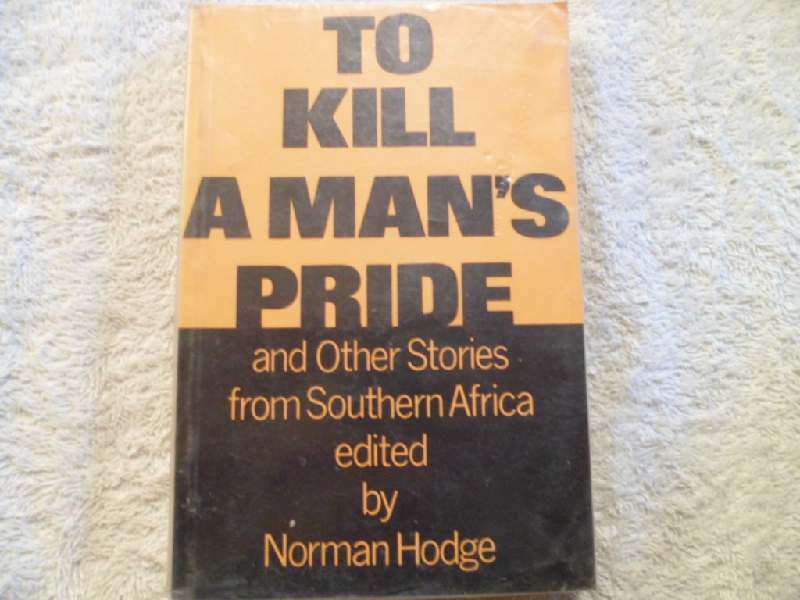 TO
KILL
A MAN'S
PRIDE
and Other Stories
from Southern Africa
edited
by
Norman Hodge